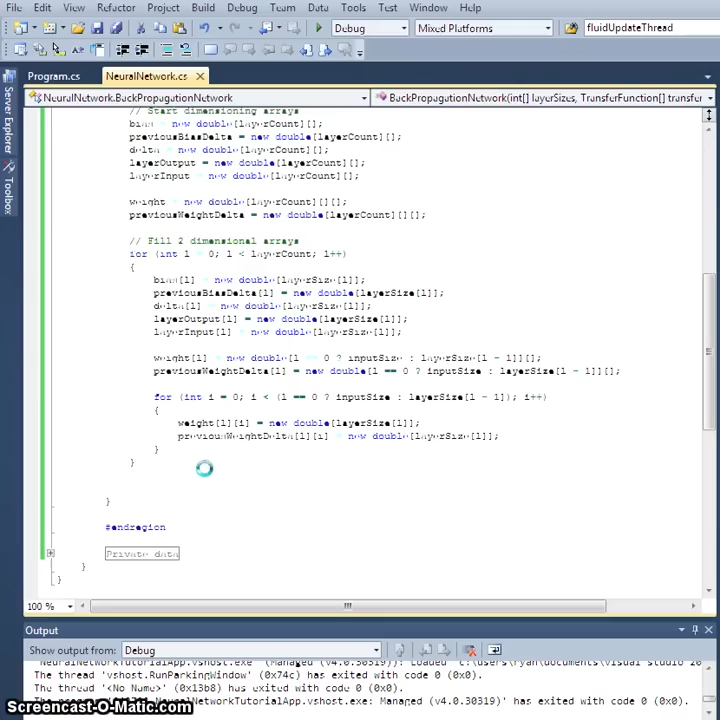 File Edit View Refactor Project Build Debug Team Data Tools Test Window Help
Debug Mixed Platforms fluidUpdateThread
Program.cs NeuralNetwork.cs
NeuralNetwork.BackPropagationNetwork BackPropagationNetwork(int[] layerSizes, TransferFunction[] transfer
Server Explorer
Toolbox
// Start dimensioning arrays
bias = new double[layerCount][];
previousBiasDelta = new double[layerCount][];
delta = new double[layerCount][];
layerOutput = new double[layerCount][];
layerInput = new double[layerCount][];
weight = new double[layerCount][][];
previousWeightDelta = new double[layerCount][][];
// Fill 2 dimensional arrays
for (int l = 0; l < layerCount; l++)
{
bias[l] = new double[layerSize[l]];
previousBiasDelta[l] = new double[layerSize[l]];
delta[l] = new double[layerSize[l]];
layerOutput[l] = new double[layerSize[l]];
layerInput[l] = new double[layerSize[l]];
weight[l] = new double[l == 0 ? inputSize : layerSize[l - 1]][];
previousWeightDelta[l] = new double[l == 0 ? inputSize : layerSize[l - 1]][];
for (int i = 0; i < (l == 0 ? inputSize : layerSize[l - 1]); i++)
{
weight[l][i] = new double[layerSize[l]];
previousWeightDelta[l][i] = new double[layerSize[l]];
}
}
}
#endregion
Private data
}
}
100 %
Output
Show output from: Debug
'NeuralNetworkTutorialApp.vshost.exe' (Managed (v4.0.30319)): Loaded 'c:\users\ryan\documents\visual studio 20
The thread 'vshost.RunParkingWindow' (0x74c) has exited with code 0 (0x0).
The thread '<No Name>' (0x13b8) has exited with code 0 (0x0).
NeuralNetworkTutorialApp.vshost.exe: Managed (v4.0.30319)' has exited with code 0 (0x0).
Screencast-O-Matic.com